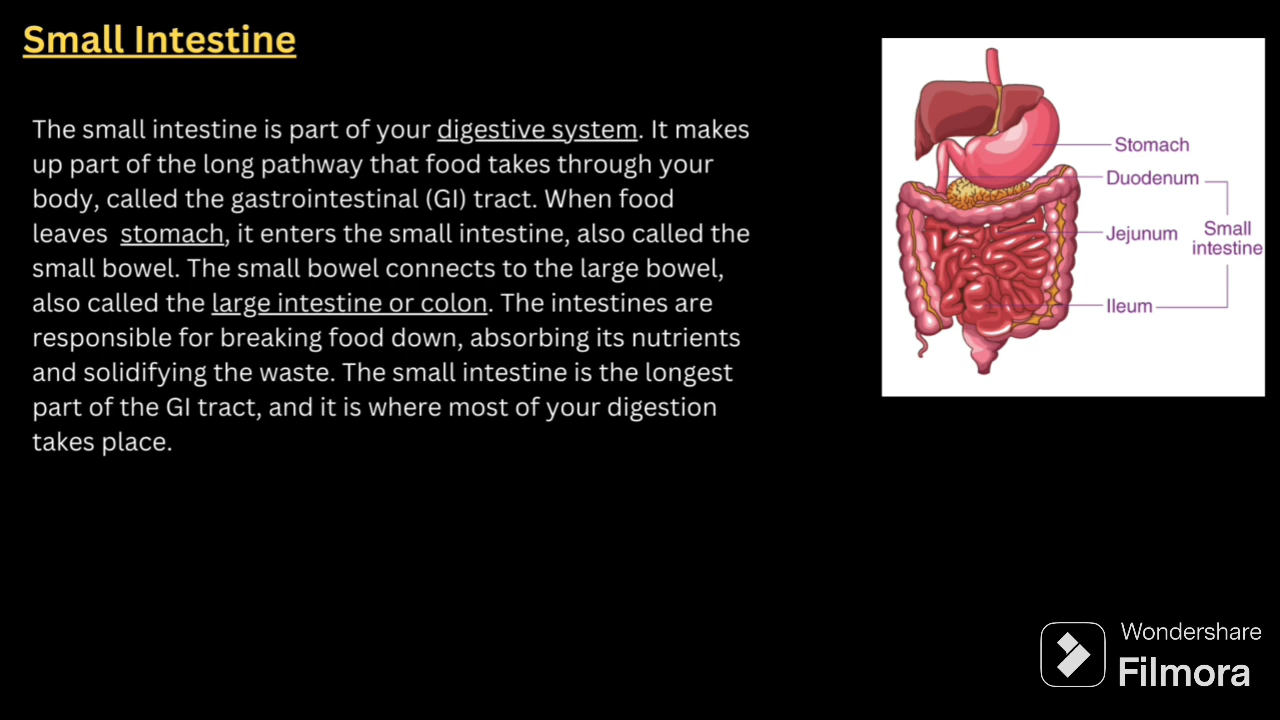 Small Intestine
The small intestine is part of your digestive system. It makes
up part of the long pathway that food takes through your
body, called the gastrointestinal (GI) tract. When food
leaves  stomach, it enters the small intestine, also called the
small bowel. The small bowel connects to the large bowel,
also called the large intestine or colon. The intestines are
responsible for breaking food down, absorbing its nutrients
and solidifying the waste. The small intestine is the longest
part of the GI tract, and it is where most of your digestion
takes place.
Stomach
Duodenum
Jejunum
Small
intestine
Ileum
Wondershare
Filmora